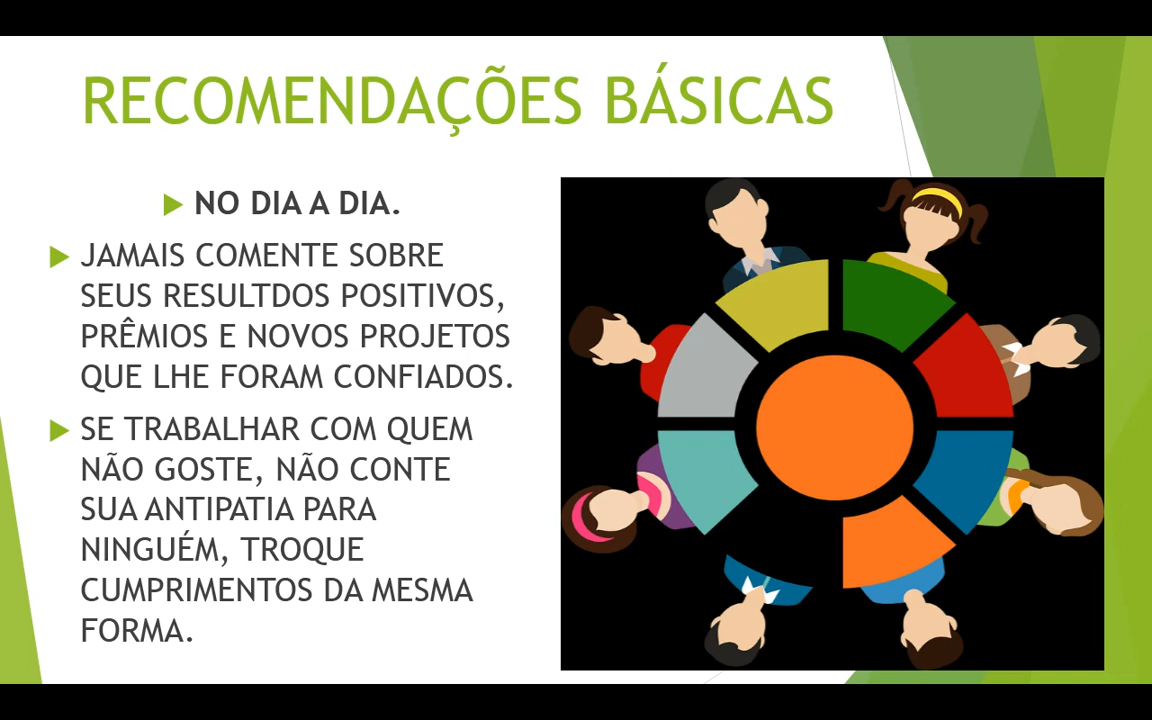 RECOMENDAÇÕES BÁSICAS
NO DIA A DIA.
JAMAIS COMENTE SOBRE
SEUS RESULTDOS POSITIVOS,
PRÊMIOS E NOVOS PROJETOS
QUE LHE FORAM CONFIADOS.
SE TRABALHAR COM QUEM
NÃO GOSTE, NÃO CONTE
SUA ANTIPATIA PARA
NINGUÉM, TROQUE
CUMPRIMENTOS DA MESMA
FORMA.